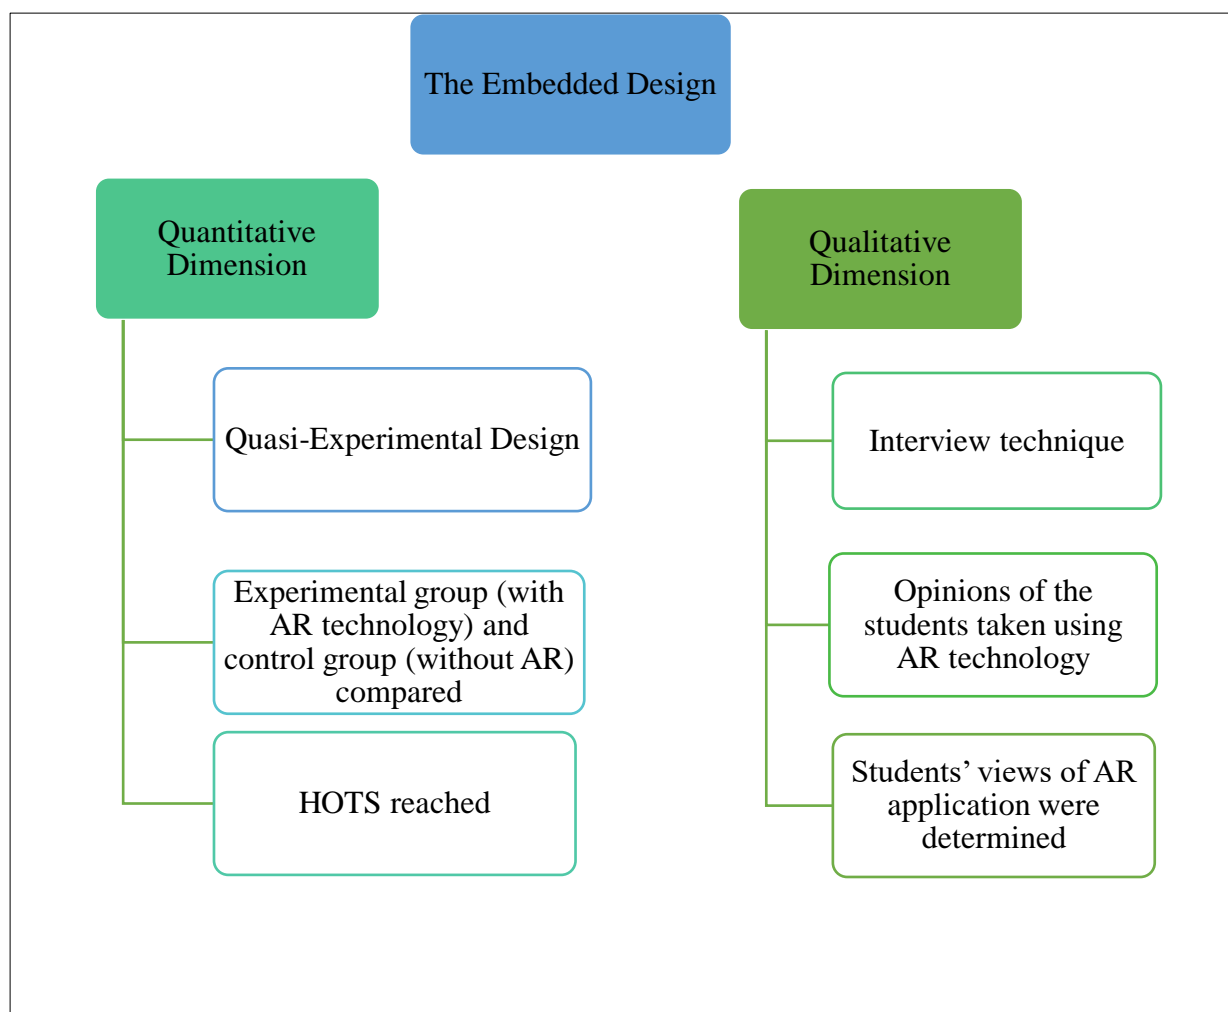 The Embedded Design
Quantitative
Dimension
Quasi-Experimental Design
Experimental group (with
AR technology) and
control group (without AR)
compared
HOTS reached
Qualitative
Dimension
Interview technique
Opinions of the
students taken using
AR technology
Students’ views of AR
application were
determined